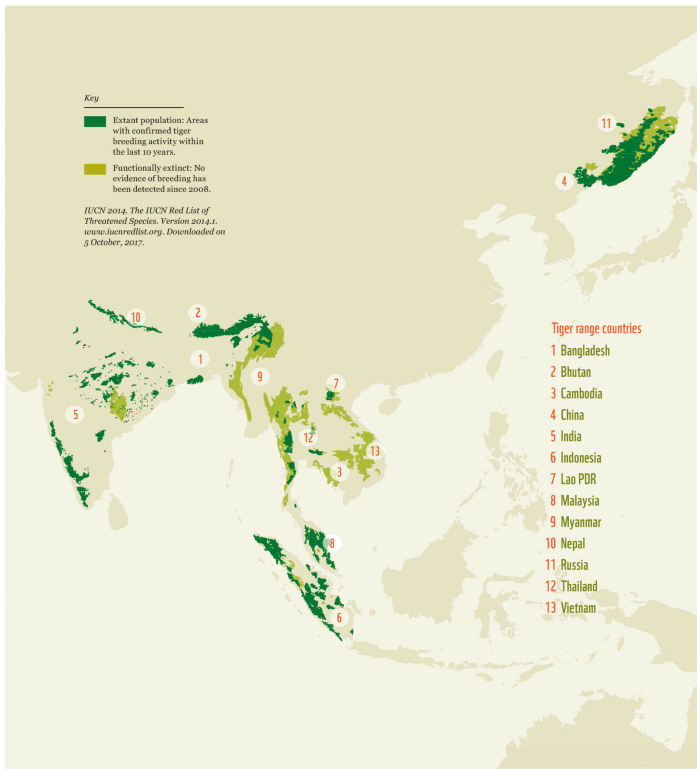 Key
Extant population: Areas
with confirmed tiger
breeding activity within
the last 10 years.
Functionally extinct: No
evidence of breeding has
been detected since 2008.
IUCN 2014. The IUCN Red List of
Threatened Species. Version 2014.1.
www.iucnredlist.org. Downloaded on
5 October, 2017.
11
4
10
2
1
9
7
5
12
13
3
8
6
Tiger range countries
1 Bangladesh
2 Bhutan
3 Cambodia
4 China
5 India
6 Indonesia
7 Lao PDR
8 Malaysia
9 Myanmar
10 Nepal
11 Russia
12 Thailand
13 Vietnam